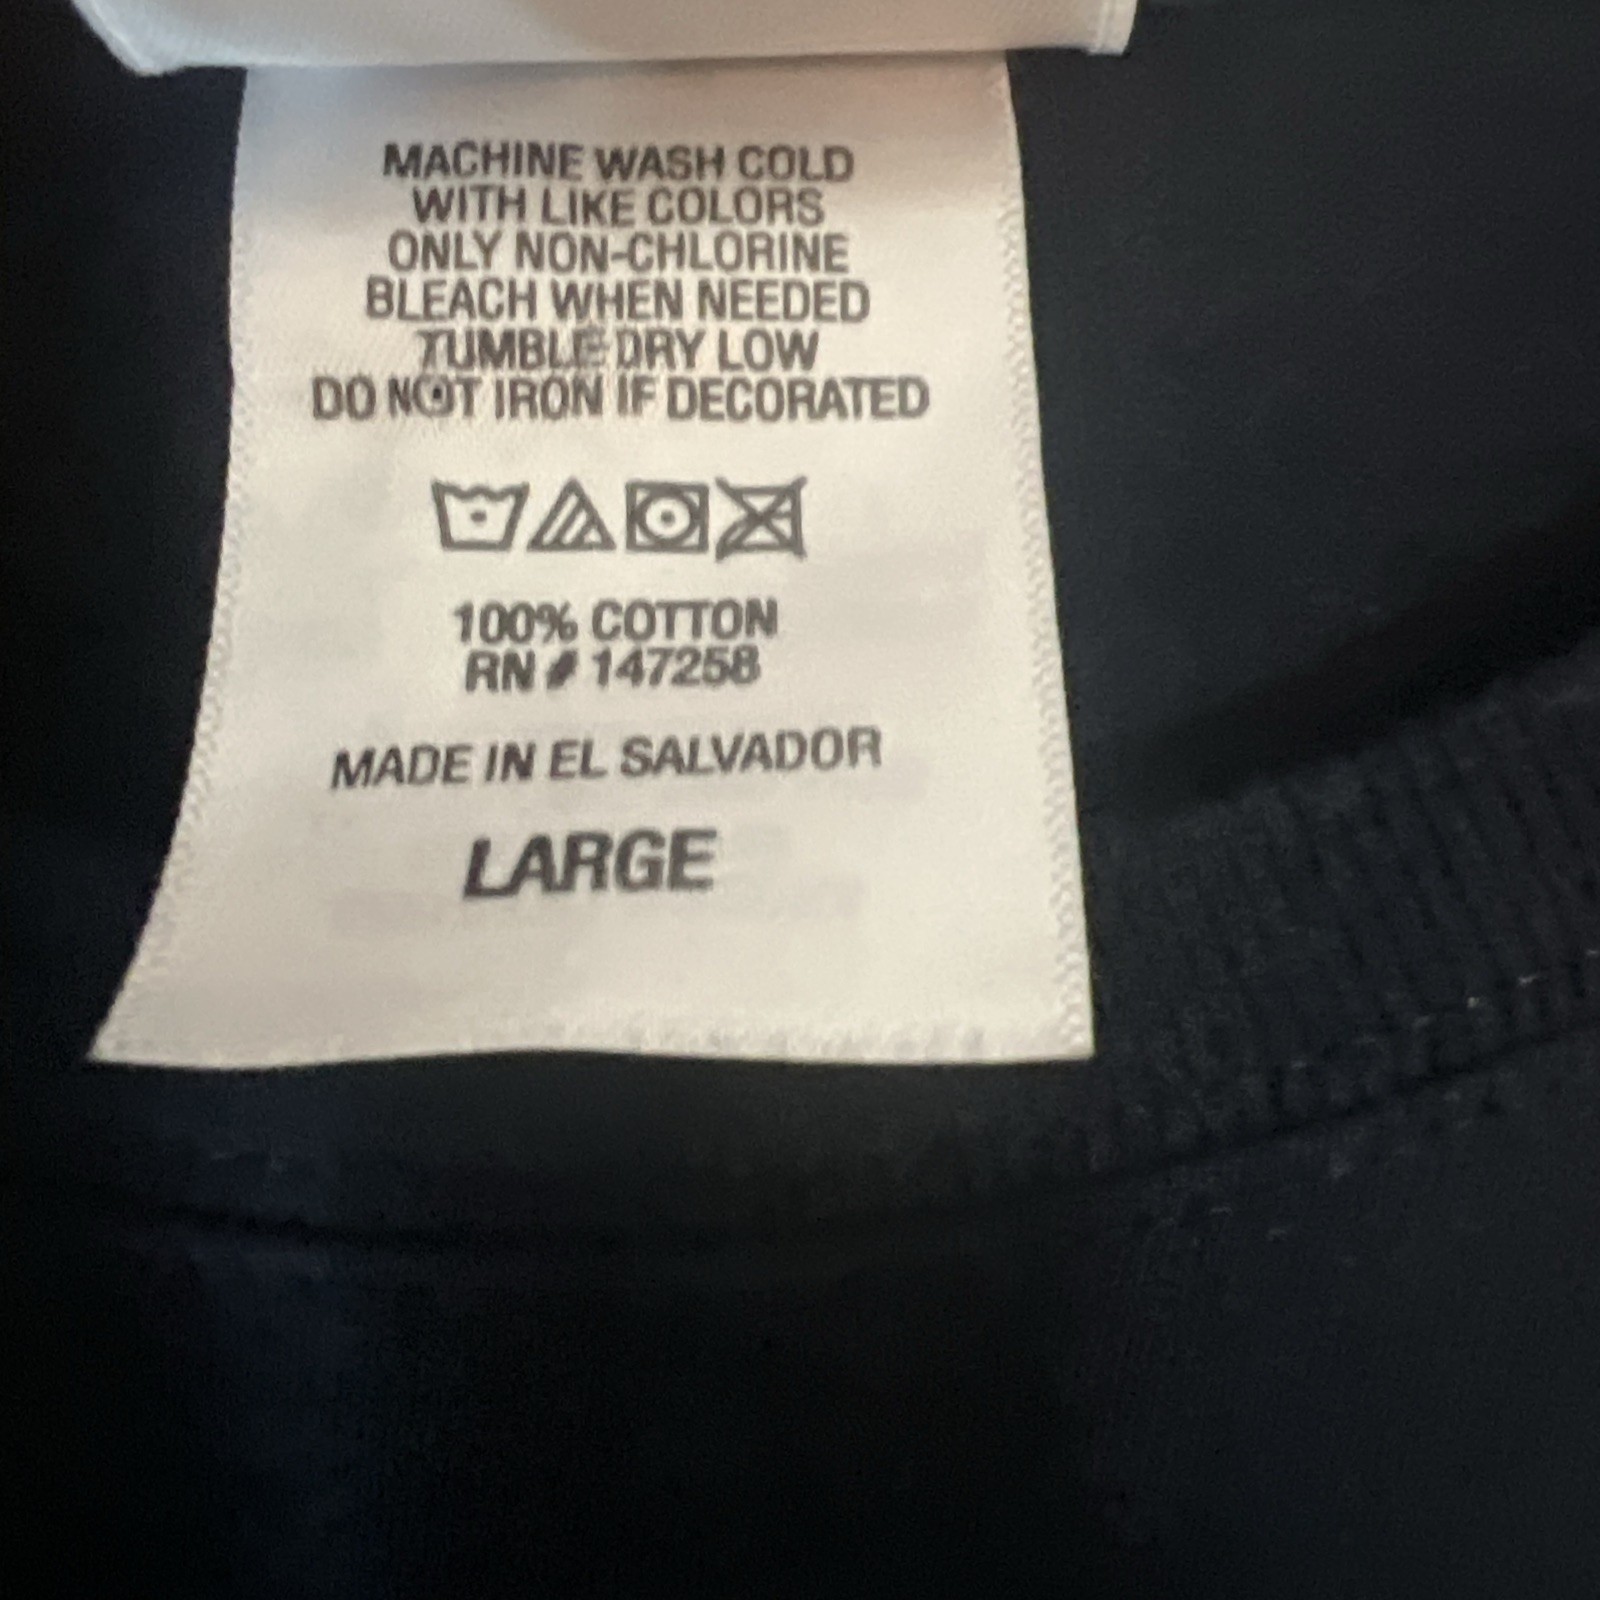 MACHINE WASH COLD
WITH LIKE COLORS
ONLY NON-CHLORINE
BLEACH WHEN NEEDED
TUMBLE DRY LOW
DO NOT IRON IF DECORATED
100% COTTON
RN # 147258
MADE IN EL SALVADOR
LARGE